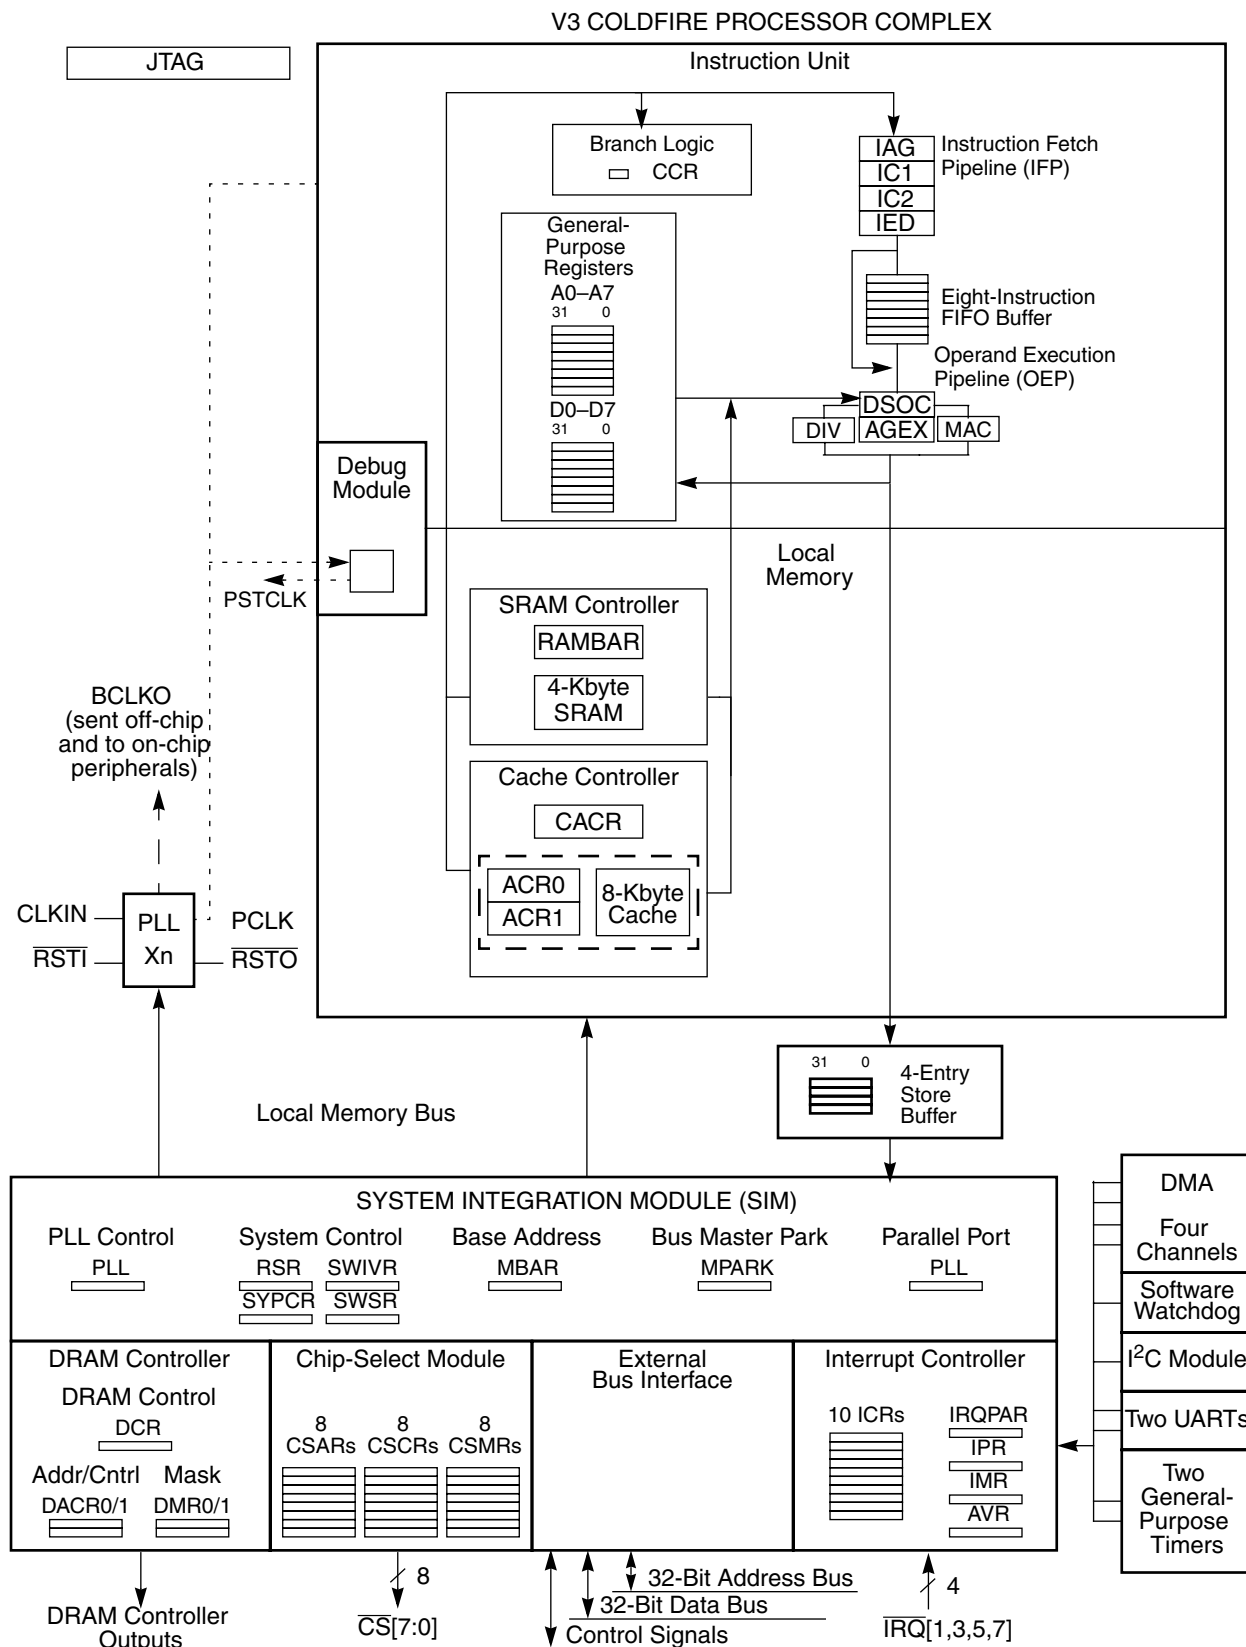 V3 COLDFIRE PROCESSOR COMPLEX
JTAG
Instruction Unit
Branch Logic
CCR
IAG
IC1
IC2
IED
Instruction Fetch
Pipeline (IFP)
General-
Purpose
Registers
A0–A7
31 0
D0–D7
31 0
Eight-Instruction
FIFO Buffer
Operand Execution
Pipeline (OEP)
DSOC
DIV
AGEX
MAC
Debug
Module
PSTCLK
Local
Memory
SRAM Controller
RAMBAR
4-Kbyte
SRAM
BCLKO
(sent off-chip
and to on-chip
peripherals)
Cache Controller
CACR
ACR0
ACR1
8-Kbyte
Cache
CLKIN
RSTI
PLL
Xn
PCLK
RSTO
31 0
4-Entry
Store
Buffer
Local Memory Bus
SYSTEM INTEGRATION MODULE (SIM)
PLL Control
PLL
System Control
RSR
SWIVR
SYPCR
SWSR
Base Address
MBAR
Bus Master Park
MPARK
Parallel Port
PLL
DMA
Four
Channels
Software
Watchdog
I²C Module
Two UARTs
Two
General-
Purpose
Timers
DRAM Controller
DRAM Control
DCR
Addr/Cntrl
DACR0/1
Mask
DMR0/1
Chip-Select Module
8
CSARs
8
CSCRs
8
CSMRs
External
Bus Interface
Interrupt Controller
10 ICRs
IRQPAR
IPR
IMR
AVR
DRAM Controller
Outputs
8
CS[7:0]
32-Bit Address Bus
32-Bit Data Bus
Control Signals
4
IRQ[1,3,5,7]